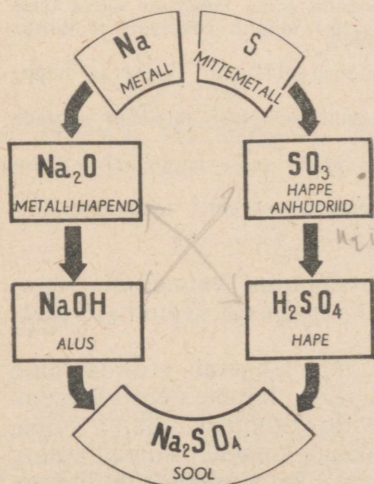 Na
METALL
S
MITTEMETALL
Na₂O
METALLI HAPEND
SO₃
HAPPE
ANHÜDRIID
NaOH
ALUS
H₂SO₄
HAPE
Na₂SO₄
SOOL